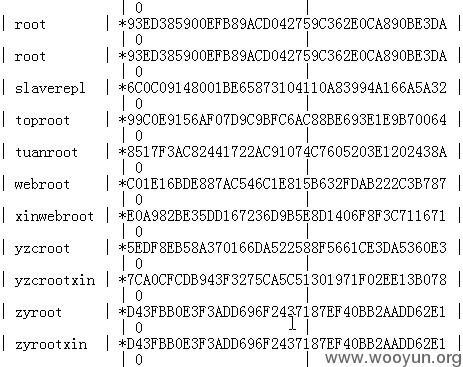 | 0 |
| root | *93ED385900EFB89ACD042759C362E0CA890BE3DA |
| 0 |
| root | *93ED385900EFB89ACD042759C362E0CA890BE3DA |
| 0 |
| slaverepl | *6C0C09148001BE65873104110A83994A166A5A32 |
| 0 |
| toproot | *99C0E9156AF07D9C9BFC6AC88BE693E1E9B70064 |
| 0 |
| tuanroot | *8517F3AC82441722AC91074C7605203E1202438A |
| 0 |
| webroot | *C01E16BDE887AC546C1E815B632FDAB222C3B787 |
| 0 |
| xinwebroot | *E0A982BE35DD167236D9B5E8D1406F8F3C711671 |
| 0 |
| yzcroot | *5EDF8EB58A370166DA522588F5661CE3DA5360E3 |
| 0 |
| yzcrootxin | *7CA0CFCDB943F3275CA5C51301971F02EE13B078 |
| 0 |
| zyroot | *D43FBB0E3F3ADD696F2437187EF40BB2AADD62E1 |
| 0 |
| zyrootxin | *D43FBB0E3F3ADD696F2437187EF40BB2AADD62E1 |
| 0 |
www.wooyun.org